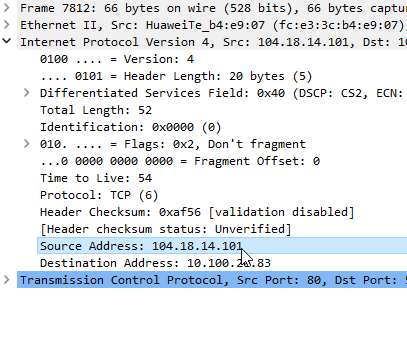 Frame 7812: 66 bytes on wire (528 bits), 66 bytes captu
Ethernet II, Src: HuaweiTe_b4:e9:07 (fc:e3:3c:b4:e9:07)
Internet Protocol Version 4, Src: 104.18.14.101, Dst: 10
0100 .... = Version: 4
.... 0101 = Header Length: 20 bytes (5)
Differentiated Services Field: 0x40 (DSCP: CS2, ECN:
Total Length: 52
Identification: 0x0000 (0)
010. .... = Flags: 0x2, Don't fragment
...0 0000 0000 0000 = Fragment Offset: 0
Time to Live: 54
Protocol: TCP (6)
Header Checksum: 0xaf56 [validation disabled]
[Header checksum status: Unverified]
Source Address: 104.18.14.101
Destination Address:
Transmission Control Protocol, Src Port: 80, Dst Port: